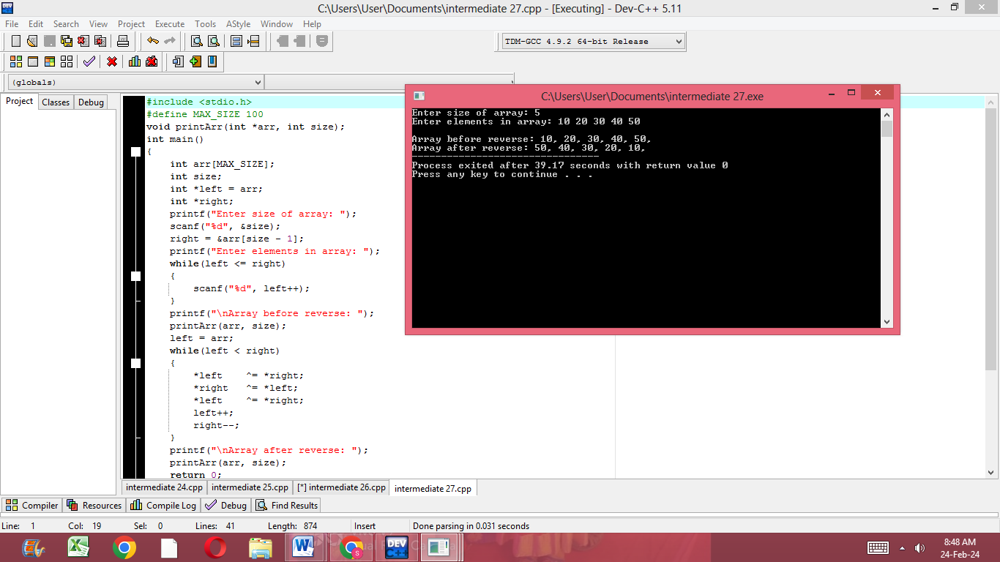 C:\Users\User\Documents\intermediate 27.cpp - [Executing] - Dev-C++ 5.11
File Edit Search View Project Execute Tools AStyle Window Help
TDM-GCC 4.9.2 64-bit Release
(globals)
Project Classes Debug
#include <stdio.h>
#define MAX_SIZE 100
void printArr(int *arr, int size);
int main()
{
int arr[MAX_SIZE];
int size;
int *left = arr;
int *right;
printf("Enter size of array: ");
scanf("%d", &size);
right = &arr[size - 1];
printf("Enter elements in array: ");
while(left <= right)
{
scanf("%d", left++);
}
printf("\nArray before reverse: ");
printArr(arr, size);
left = arr;
while(left < right)
{
*left    ^= *right;
*right   ^= *left;
*left    ^= *right;
left++;
right--;
}
printf("\nArray after reverse: ");
printArr(arr, size);
return 0;
C:\Users\User\Documents\intermediate 27.exe
Enter size of array: 5
Enter elements in array: 10 20 30 40 50
Array before reverse: 10, 20, 30, 40, 50,
Array after reverse: 50, 40, 30, 20, 10,
--------------------------------
Process exited after 39.17 seconds with return value 0
Press any key to continue . . .
intermediate 24.cpp intermediate 25.cpp [*] intermediate 26.cpp intermediate 27.cpp
Compiler Resources Compile Log Debug Find Results
Line: 1 Col: 19 Sel: 0 Lines: 41 Length: 874 Insert Done parsing in 0.031 seconds
DEV C++
8:48 AM
24-Feb-24